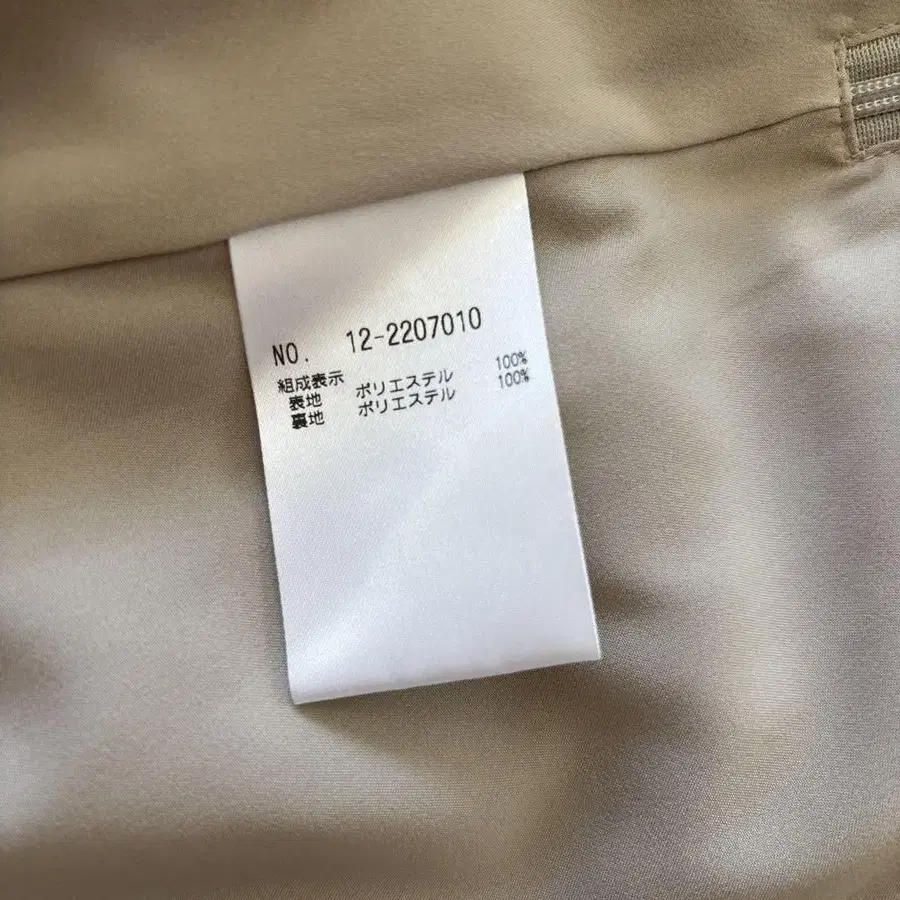 NO. 12-2207010
組成表示
表地 ポリエステル 100%
裏地 ポリエステル 100%